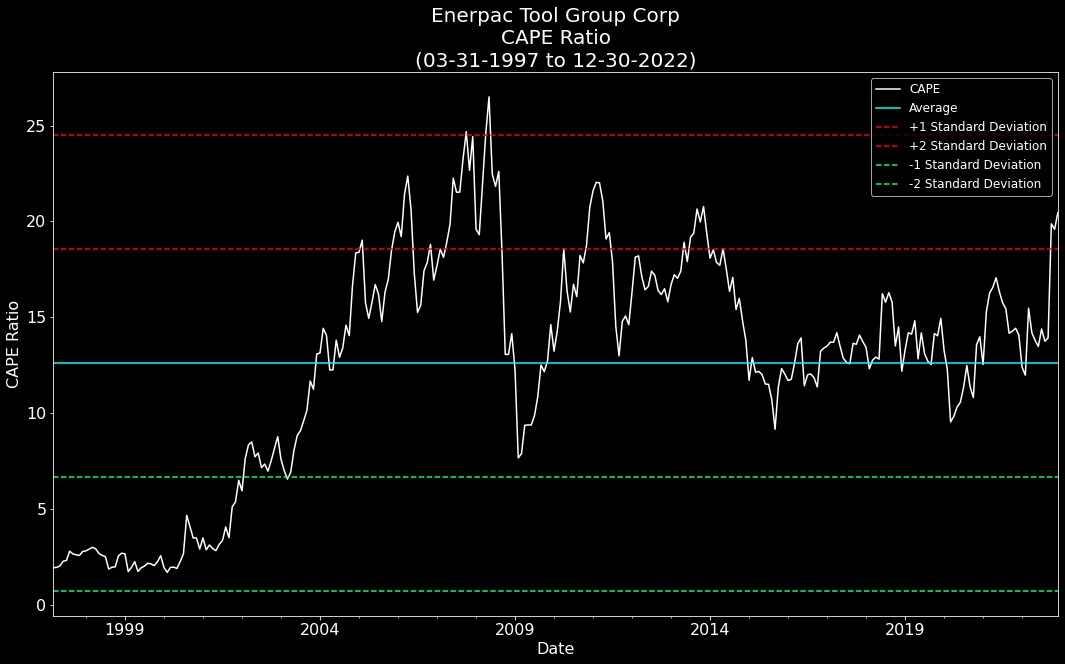 Enerpac Tool Group Corp
CAPE Ratio
(03-31-1997 to 12-30-2022)
CAPE
Average
+1 Standard Deviation
+2 Standard Deviation
-1 Standard Deviation
-2 Standard Deviation
CAPE Ratio
25
20
15
10
5
0
1999
2004
2009
2014
2019
Date